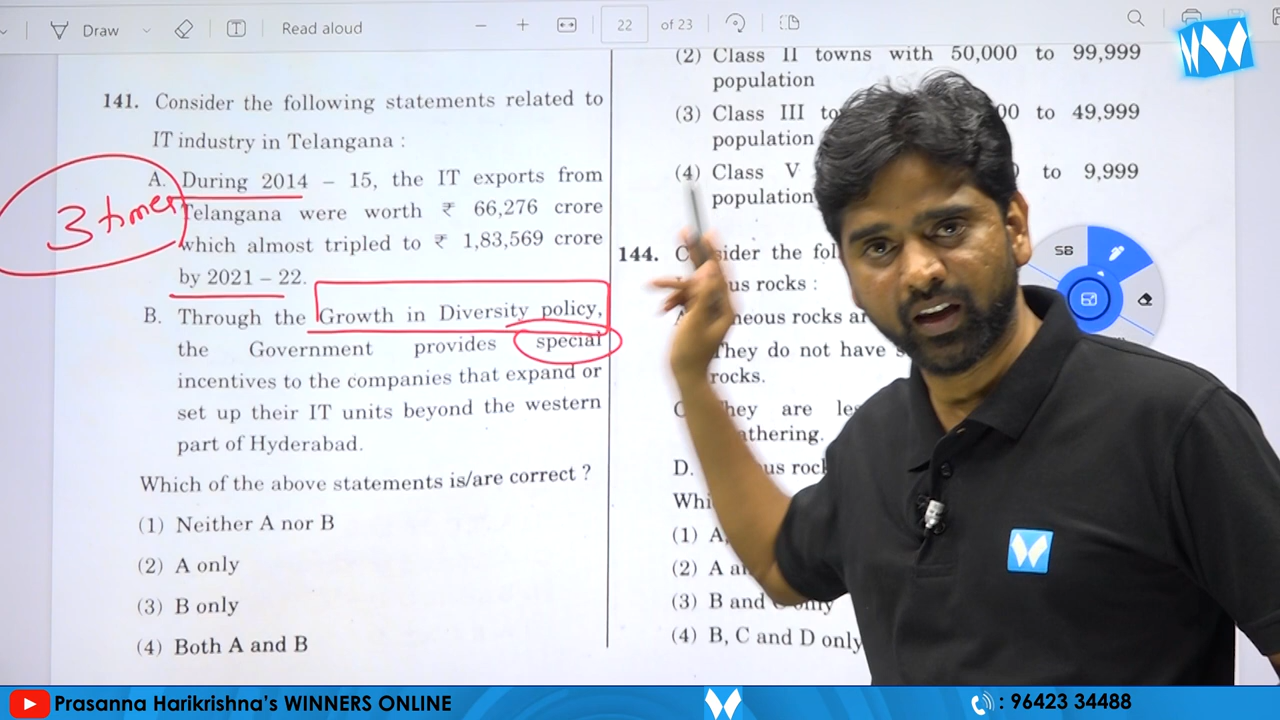 Draw
T
Read aloud
22
of 23
141. Consider the following statements related to
IT industry in Telangana :
A. During 2014 – 15, the IT exports from
Telangana were worth ₹ 66,276 crore
which almost tripled to ₹ 1,83,569 crore
by 2021 – 22.
3 times
B. Through the Growth in Diversity policy,
the Government provides special
incentives to the companies that expand or
set up their IT units beyond the western
part of Hyderabad.
Which of the above statements is/are correct ?
(1) Neither A nor B
(2) A only
(3) B only
(4) Both A and B
(2) Class II towns with 50,000 to 99,999
population
(3) Class III to 49,999
population
(4) Class V to 9,999
population
144. the
us rocks :
neous rocks
They do not have
rocks.
They are
athering.
D. us
(1) A,
(2) A
(3) B and only
(4) B, C and D only
SB
W
W
Prasanna Harikrishna's WINNERS ONLINE
W
: 96423 34488